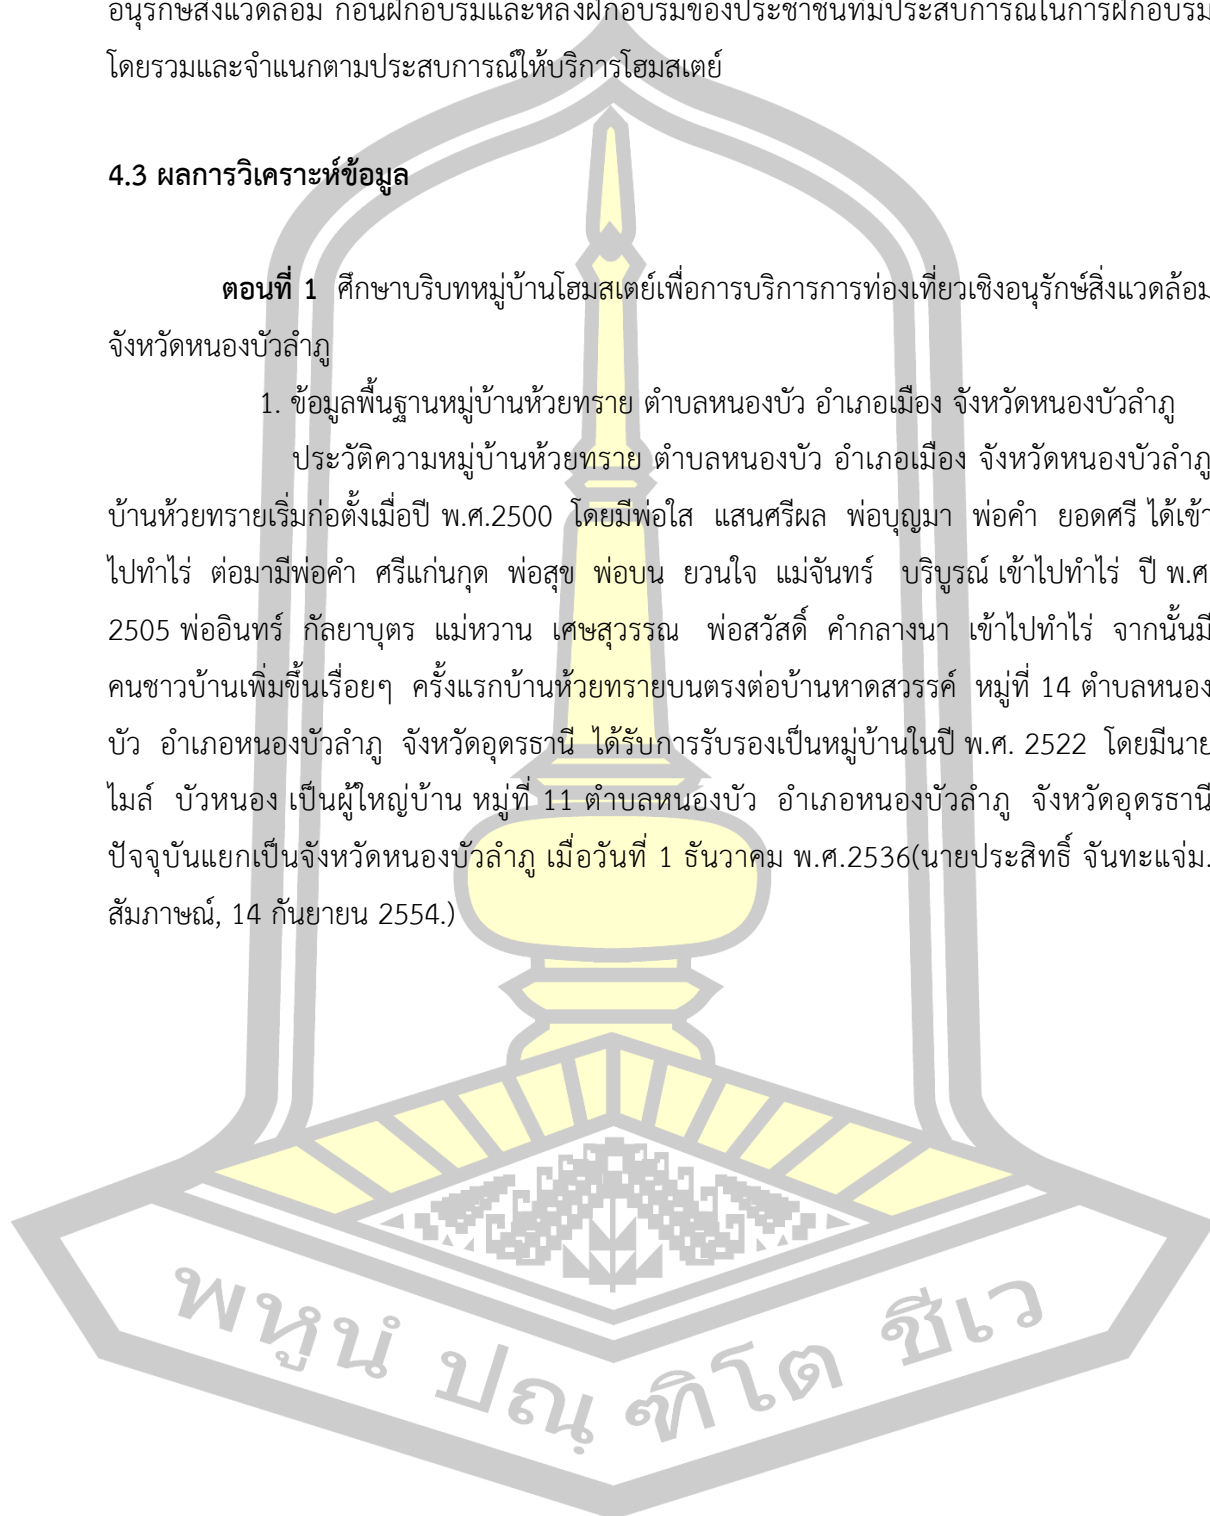 อนุรักษ์สิ่งแวดล้อม ก่อนฝึกอบรมและหลังฝึกอบรมของประชาชนที่มีประสบการณ์ในการฝึกอบรม
โดยรวมและจำแนกตามประสบการณ์ให้บริการโฮมสเตย์
4.3 ผลการวิเคราะห์ข้อมูล
ตอนที่ 1 ศึกษาบริบทหมู่บ้านโฮมสเตย์เพื่อการบริการการท่องเที่ยวเชิงอนุรักษ์สิ่งแวดล้อม
จังหวัดหนองบัวลำภู
1. ข้อมูลพื้นฐานหมู่บ้านห้วยทราย ตำบลหนองบัว อำเภอเมือง จังหวัดหนองบัวลำภู
ประวัติความหมู่บ้านห้วยทราย ตำบลหนองบัว อำเภอเมือง จังหวัดหนองบัวลำภู
บ้านห้วยทรายเริ่มก่อตั้งเมื่อปี พ.ศ.2500 โดยมีพ่อใส แสนศรีผล พ่อบุญมา พ่อคำ ยอดศรี ได้เข้า
ไปทำไร่ ต่อมามีพ่อคำ ศรีแก่นกุด พ่อสุข พ่อบน ยวนใจ แม่จันทร์ บริบูรณ์ เข้าไปทำไร่ ปี พ.ศ
2505 พ่ออินทร์ กัลยาบุตร แม่หวาน เศษสุวรรณ พ่อสวัสดิ์ คำกลางนา เข้าไปทำไร่ จากนั้นมี
คนชาวบ้านเพิ่มขึ้นเรื่อยๆ ครั้งแรกบ้านห้วยทรายบนตรงต่อบ้านหาดสวรรค์ หมู่ที่ 14 ตำบลหนอง
บัว อำเภอหนองบัวลำภู จังหวัดอุดรธานี ได้รับการรับรองเป็นหมู่บ้านในปี พ.ศ. 2522 โดยมีนาย
ไมล์ บัวหนอง เป็นผู้ใหญ่บ้าน หมู่ที่ 11 ตำบลหนองบัว อำเภอหนองบัวลำภู จังหวัดอุดรธานี
ปัจจุบันแยกเป็นจังหวัดหนองบัวลำภู เมื่อวันที่ 1 ธันวาคม พ.ศ.2536(นายประสิทธิ์ จันทะแจ่ม.
สัมภาษณ์, 14 กันยายน 2554.)
พหูนํ ปณฺฑิโต ชีเว